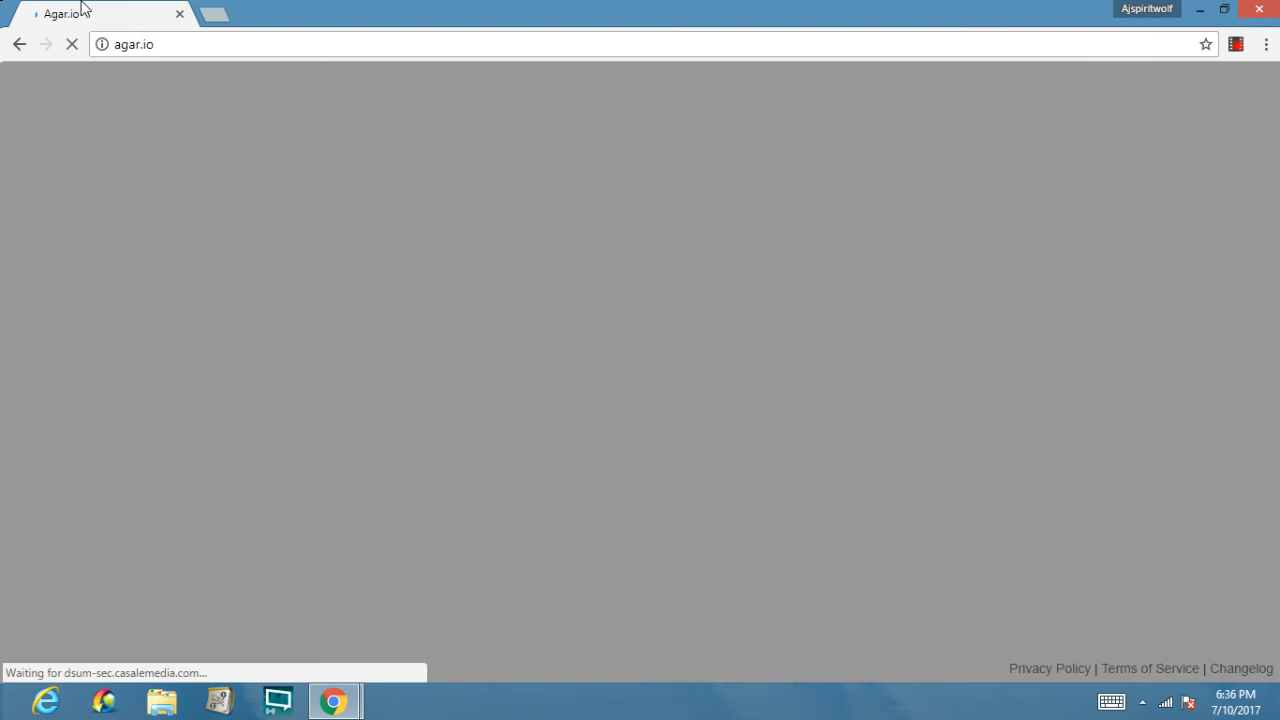 Agar.io
Ajspiritwolf
agar.io
Privacy Policy | Terms of Service | Changelog
Waiting for dsum-sec.casalemedia.com...
6:36 PM
7/10/2017